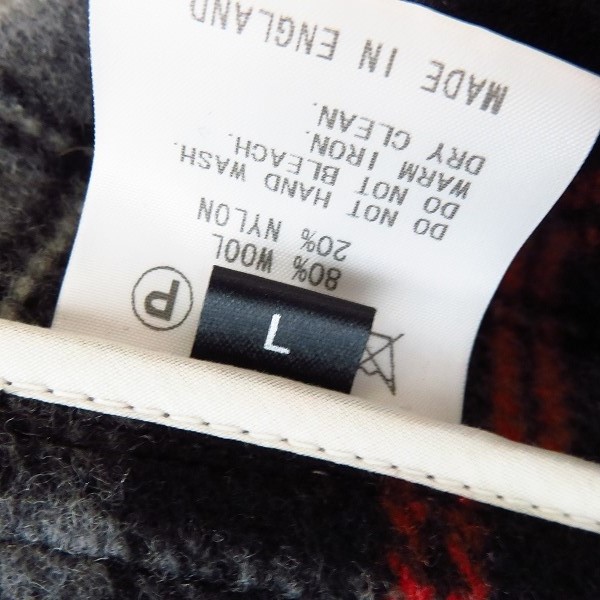 80% WOOL
20% NYLON
DO NOT HAND WASH.
DO NOT BLEACH.
WARM IRON.
DRY CLEAN.
MADE IN ENGLAND
P
L